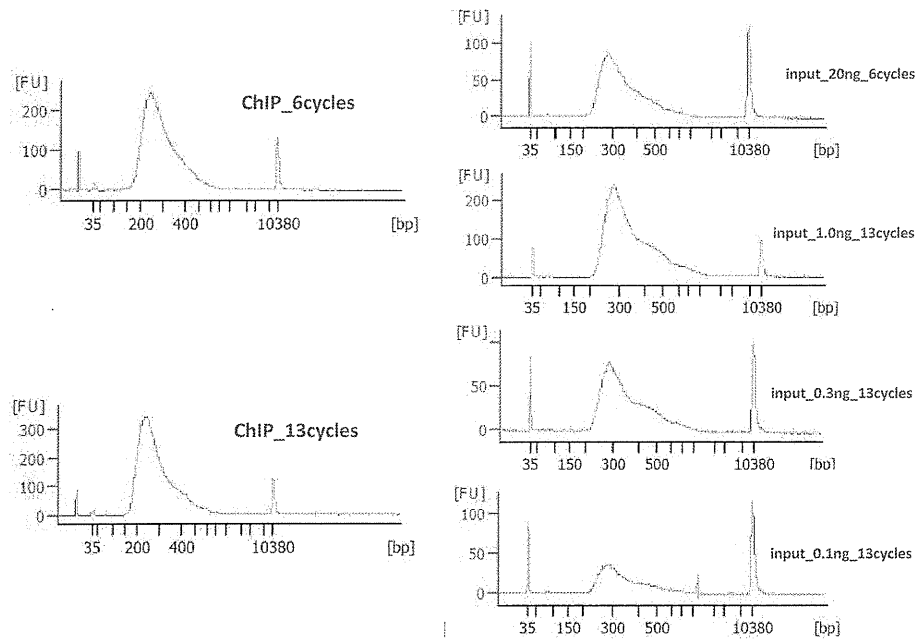 [FU]
ChIP_6cycles
200
100
0
35 200 400 10380 [bp]
[FU]
ChIP_13cycles
300
200
100
0
35 200 400 10380 [bp]
[FU]
100
50
0
input_20ng_6cycles
35 150 300 500 10380 [bp]
[FU]
200
100
0
input_1.0ng_13cycles
35 150 300 500 10380 [bp]
[FU]
50
0
input_0.3ng_13cycles
35 150 300 500 10380 [bp]
[FU]
100
50
0
input_0.1ng_13cycles
35 150 300 500 10380 [bp]